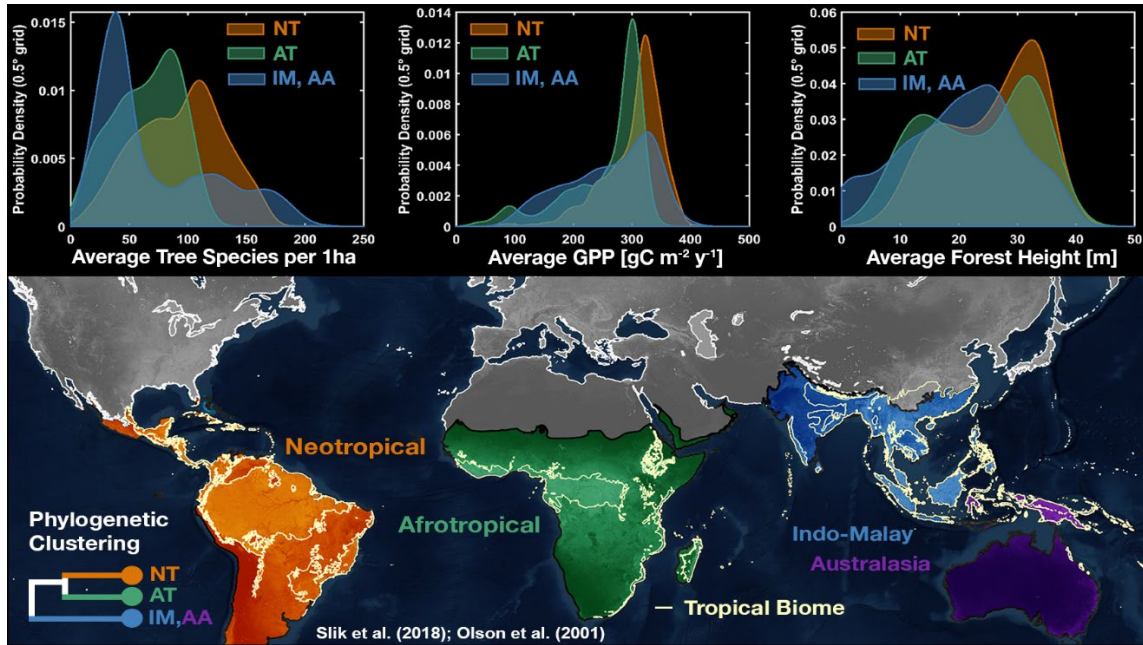 Probability Density (0.5° grid)
0.015
0.01
0.005
0
0
50
100
150
200
250
NT
AT
IM, AA
Average Tree Species per 1ha
Probability Density (0.5° grid)
0.014
0.012
0.01
0.008
0.006
0.004
0.002
0
0
100
200
300
400
500
NT
AT
IM, AA
Average GPP [gC m⁻² y⁻¹]
Probability Density (0.5° grid)
0.06
0.05
0.04
0.03
0.02
0.01
0
0
10
20
30
40
50
NT
AT
IM, AA
Average Forest Height [m]
Neotropical
Afrotropical
Indo-Malay
Australasia
Phylogenetic
Clustering
NT
AT
IM,AA
Tropical Biome
Slik et al. (2018); Olson et al. (2001)